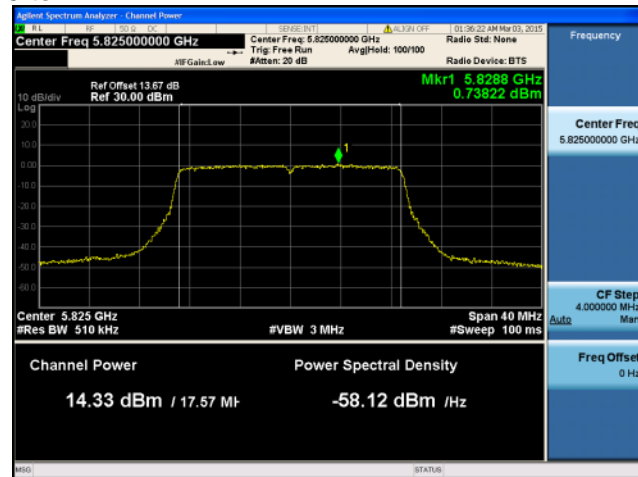 Agilent Spectrum Analyzer - Channel Power
RL RF 50 Ω DC SENSE:INT ALIGN OFF 01:36:22 AM Mar 03, 2015
Center Freq 5.825000000 GHz Center Freq: 5.825000000 GHz Radio Std: None Frequency
Trig: Free Run Avg|Hold: 100/100
#IFGain:Low #Atten: 20 dB Radio Device: BTS
Ref Offset 13.67 dB Mkr1 5.8288 GHz
10 dB/div Ref 30.00 dBm 0.73822 dBm
Log
20.0
10.0
0.00
-10.0
-20.0
-30.0
-40.0
-50.0
-60.0
1
Center Freq
5.825000000 GHz
Center 5.825 GHz Span 40 MHz
#Res BW 510 kHz #VBW 3 MHz #Sweep 100 ms
CF Step
4.000000 MHz
Auto Man
Channel Power Power Spectral Density
14.33 dBm / 17.57 MH -58.12 dBm /Hz
Freq Offset
0 Hz
MSG STATUS